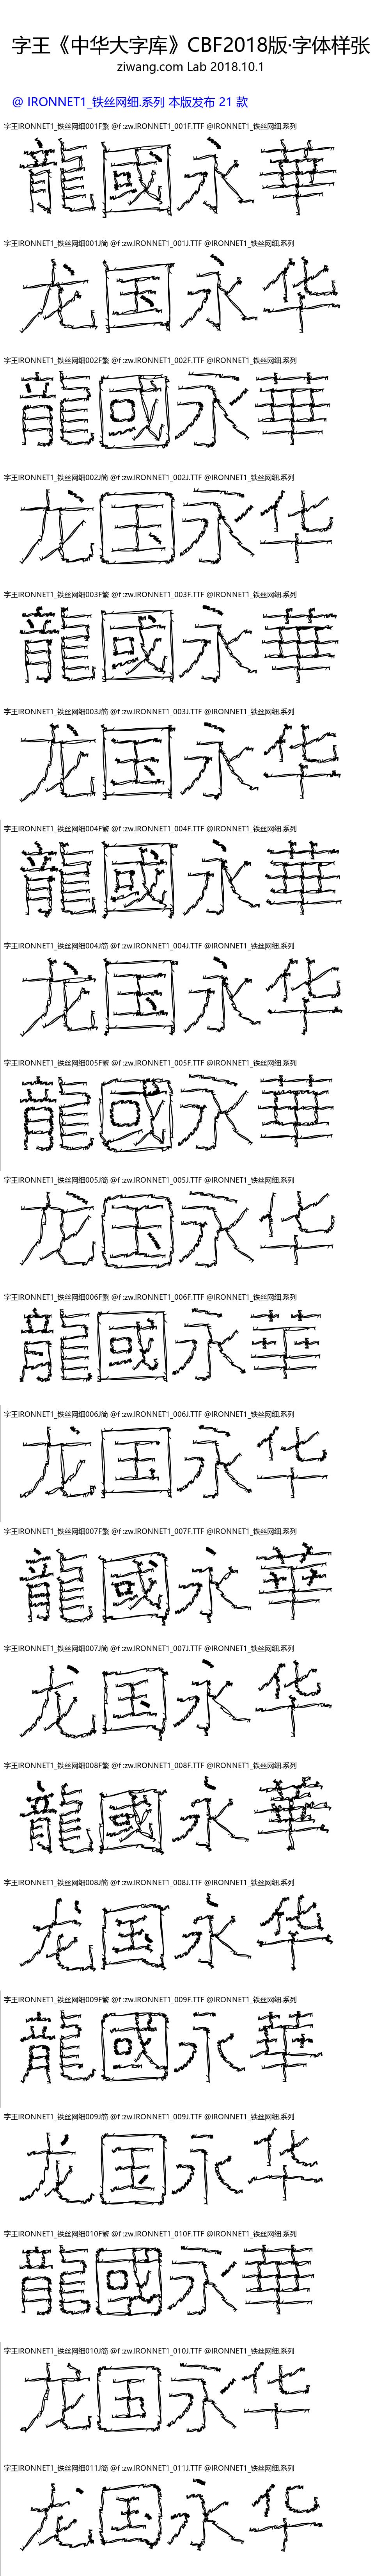 字王《中华大字库》CBF2018版·字体样张
ziwang.com Lab 2018.10.1
@ IRONNET1_铁丝网细.系列 本版发布 21 款
字王IRONNET1_铁丝网细001F繁 @f :zw.IRONNET1_001F.TTF @IRONNET1_铁丝网细.系列
龍國永華
字王IRONNET1_铁丝网细001J简 @f :zw.IRONNET1_001J.TTF @IRONNET1_铁丝网细.系列
龙国永华
字王IRONNET1_铁丝网细002F繁 @f :zw.IRONNET1_002F.TTF @IRONNET1_铁丝网细.系列
龍國永華
字王IRONNET1_铁丝网细002J简 @f :zw.IRONNET1_002J.TTF @IRONNET1_铁丝网细.系列
龙国永华
字王IRONNET1_铁丝网细003F繁 @f :zw.IRONNET1_003F.TTF @IRONNET1_铁丝网细.系列
龍國永華
字王IRONNET1_铁丝网细003J简 @f :zw.IRONNET1_003J.TTF @IRONNET1_铁丝网细.系列
龙国永华
字王IRONNET1_铁丝网细004F繁 @f :zw.IRONNET1_004F.TTF @IRONNET1_铁丝网细.系列
龍國永華
字王IRONNET1_铁丝网细004J简 @f :zw.IRONNET1_004J.TTF @IRONNET1_铁丝网细.系列
龙国永华
字王IRONNET1_铁丝网细005F繁 @f :zw.IRONNET1_005F.TTF @IRONNET1_铁丝网细.系列
龍國永華
字王IRONNET1_铁丝网细005J简 @f :zw.IRONNET1_005J.TTF @IRONNET1_铁丝网细.系列
龙国永华
字王IRONNET1_铁丝网细006F繁 @f :zw.IRONNET1_006F.TTF @IRONNET1_铁丝网细.系列
龍國永華
字王IRONNET1_铁丝网细006J简 @f :zw.IRONNET1_006J.TTF @IRONNET1_铁丝网细.系列
龙国永华
字王IRONNET1_铁丝网细007F繁 @f :zw.IRONNET1_007F.TTF @IRONNET1_铁丝网细.系列
龍國永華
字王IRONNET1_铁丝网细007J简 @f :zw.IRONNET1_007J.TTF @IRONNET1_铁丝网细.系列
龙国永华
字王IRONNET1_铁丝网细008F繁 @f :zw.IRONNET1_008F.TTF @IRONNET1_铁丝网细.系列
龍國永華
字王IRONNET1_铁丝网细008J简 @f :zw.IRONNET1_008J.TTF @IRONNET1_铁丝网细.系列
龙国永华
字王IRONNET1_铁丝网细009F繁 @f :zw.IRONNET1_009F.TTF @IRONNET1_铁丝网细.系列
龍國永華
字王IRONNET1_铁丝网细009J简 @f :zw.IRONNET1_009J.TTF @IRONNET1_铁丝网细.系列
龙国永华
字王IRONNET1_铁丝网细010F繁 @f :zw.IRONNET1_010F.TTF @IRONNET1_铁丝网细.系列
龍國永華
字王IRONNET1_铁丝网细010J简 @f :zw.IRONNET1_010J.TTF @IRONNET1_铁丝网细.系列
龙国永华
字王IRONNET1_铁丝网细011J简 @f :zw.IRONNET1_011J.TTF @IRONNET1_铁丝网细.系列
龙国永华